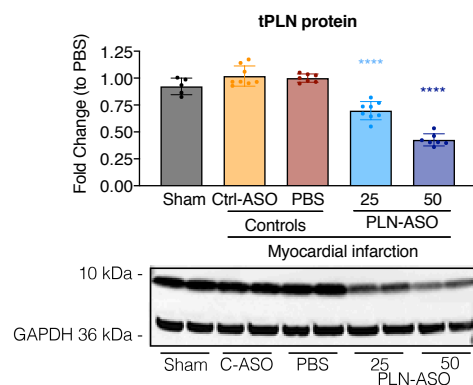 tPLN protein
Fold Change (to PBS)
1.25
1.00
0.75
0.50
0.25
0.00
****
****
Sham Ctrl-ASO PBS 25 50
Controls PLN-ASO
Myocardial infarction
10 kDa -
GAPDH 36 kDa -
Sham C-ASO PBS 25 50
PLN-ASO